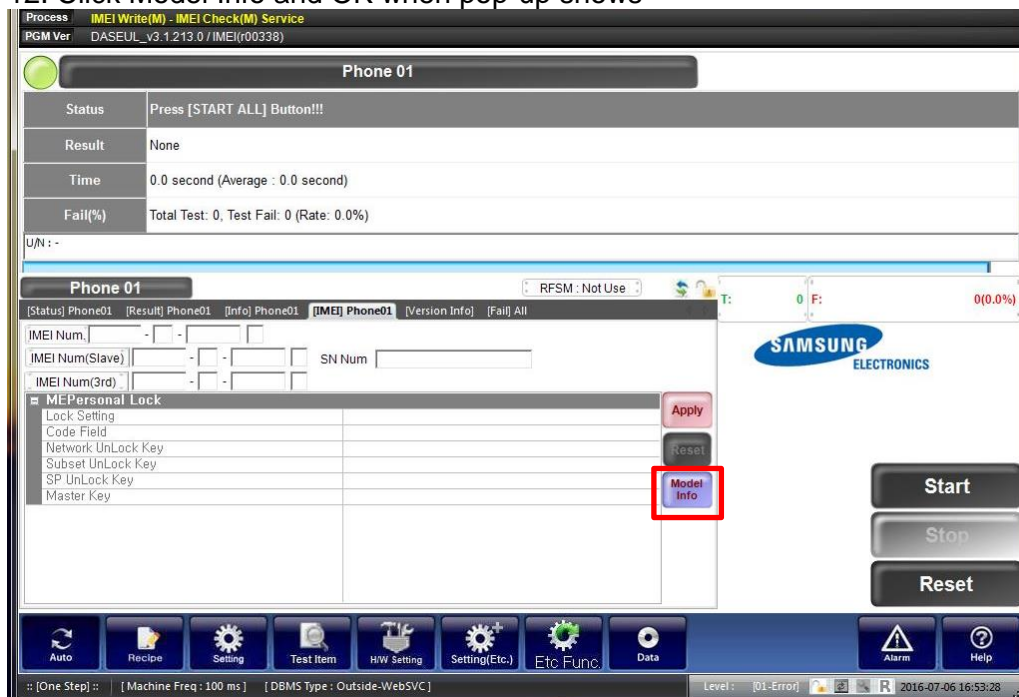 12. Click Model Info and OK when pop-up shows
Process IMEI Write(M) - IMEI Check(M) Service
PGM Ver DASEUL_v3.1.213.0 / IMEI(r00338)
Phone 01
Status Press [START ALL] Button!!!
Result None
Time 0.0 second (Average : 0.0 second)
Fail(%) Total Test: 0, Test Fail: 0 (Rate: 0.0%)
U/N : -
Phone 01 RFSM : Not Use
T: 0 F: 0(0.0%)
[Status] Phone01 [Result] Phone01 [Info] Phone01 [IMEI] Phone01 [Version Info] [Fail] All
IMEI Num. - -
IMEI Num(Slave) - - SN Num
IMEI Num(3rd) - -
SAMSUNG
ELECTRONICS
MEPersonal Lock
Lock Setting
Code Field
Network UnLock Key
Subset UnLock Key
SP UnLock Key
Master Key
Apply
Reset
Model
Info
Start
Stop
Reset
Auto Recipe Setting Test Item H/W Setting Setting(Etc.) Etc Func. Data Alarm Help
:: [One Step] :: [ Machine Freq : 100 ms ] [ DBMS Type : Outside-WebSVC ] Level : [01-Error] R 2016-07-06 16:53:28